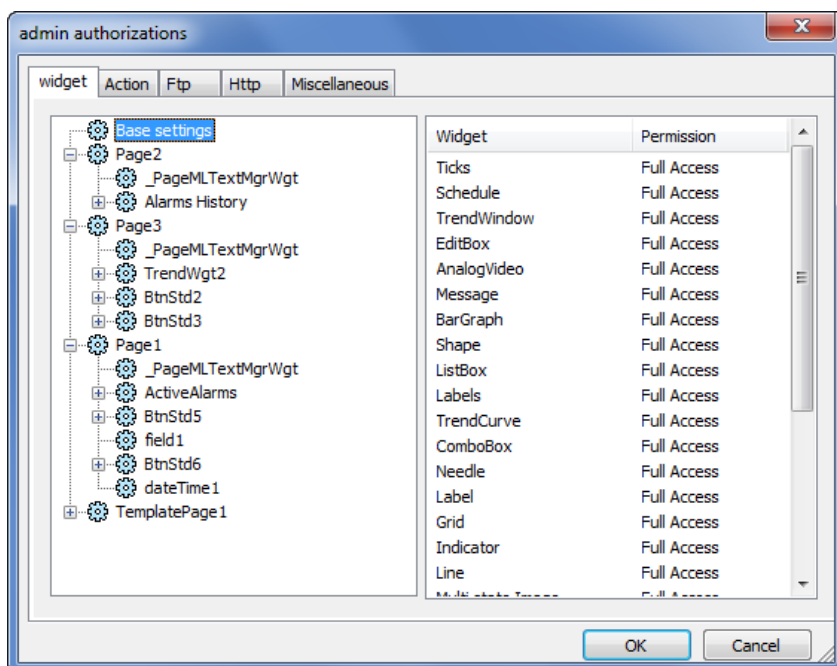 admin authorizations
widget Action Ftp Http Miscellaneous
Base settings
Page2
_PageMLTextMgrWgt
Alarms History
Page3
_PageMLTextMgrWgt
TrendWgt2
BtnStd2
BtnStd3
Page1
_PageMLTextMgrWgt
ActiveAlarms
BtnStd5
field1
BtnStd6
dateTime1
TemplatePage1
Widget Permission
Ticks Full Access
Schedule Full Access
TrendWindow Full Access
EditBox Full Access
AnalogVideo Full Access
Message Full Access
BarGraph Full Access
Shape Full Access
ListBox Full Access
Labels Full Access
TrendCurve Full Access
ComboBox Full Access
Needle Full Access
Label Full Access
Grid Full Access
Indicator Full Access
Line Full Access
OK Cancel